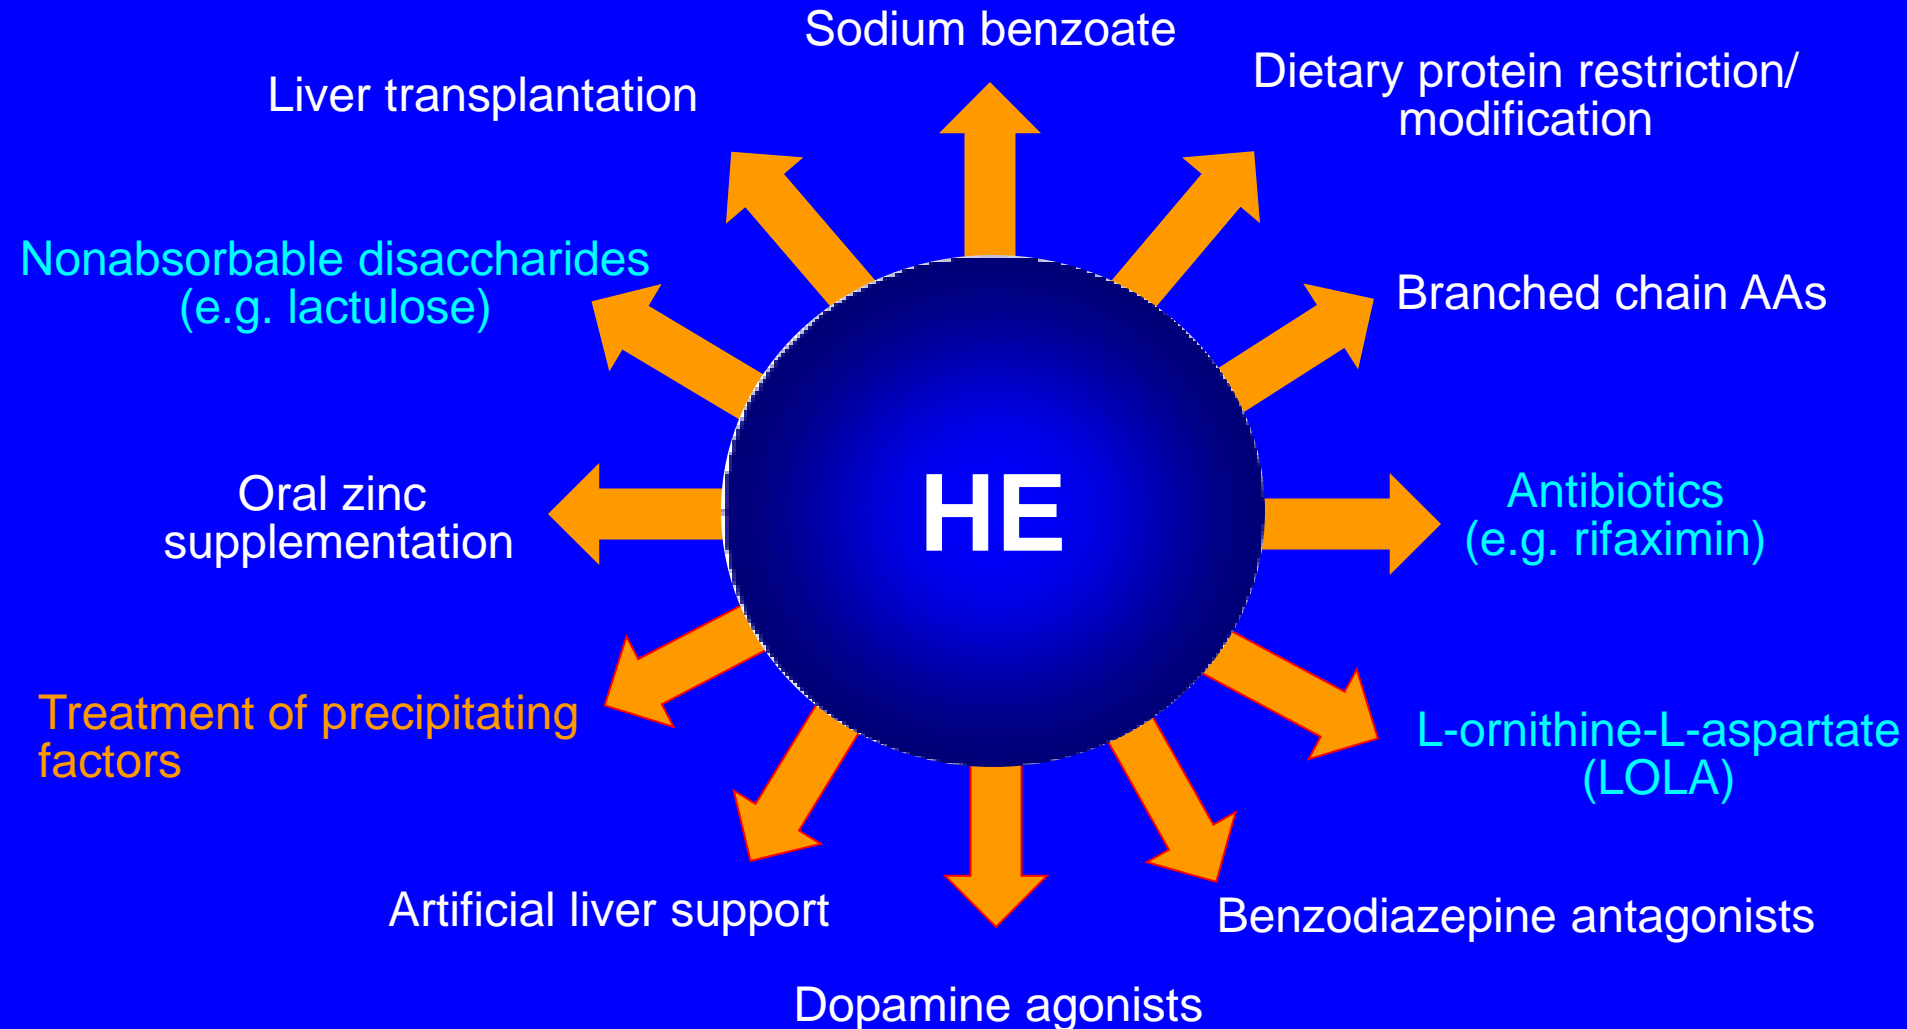 Sodium benzoate
Liver transplantation
Dietary protein restriction/
modification
Nonabsorbable disaccharides
(e.g. lactulose)
Branched chain AAs
Oral zinc
supplementation
HE
Antibiotics
(e.g. rifaximin)
Treatment of precipitating
factors
L-ornithine-L-aspartate
(LOLA)
Artificial liver support
Benzodiazepine antagonists
Dopamine agonists